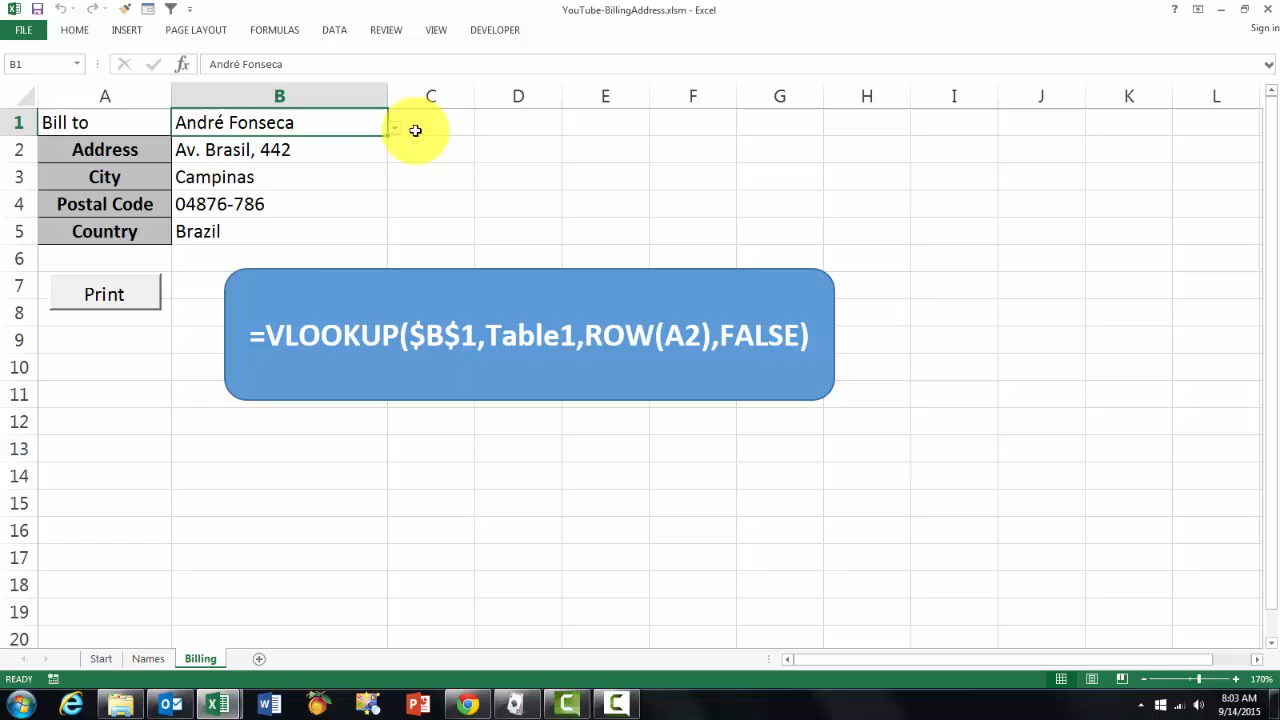 YouTube-BillingAddress.xlsm - Excel
?
FILE HOME INSERT PAGE LAYOUT FORMULAS DATA REVIEW VIEW DEVELOPER Sign in
B1 fx André Fonseca
A B C D E F G H I J K L
1 Bill to André Fonseca
2 Address Av. Brasil, 442
3 City Campinas
4 Postal Code 04876-786
5 Country Brazil
6
7
Print
8
=VLOOKUP($B$1,Table1,ROW(A2),FALSE)
9
10
11
12
13
14
15
16
17
18
19
20
Start Names Billing
READY 170%
8:03 AM
9/14/2015